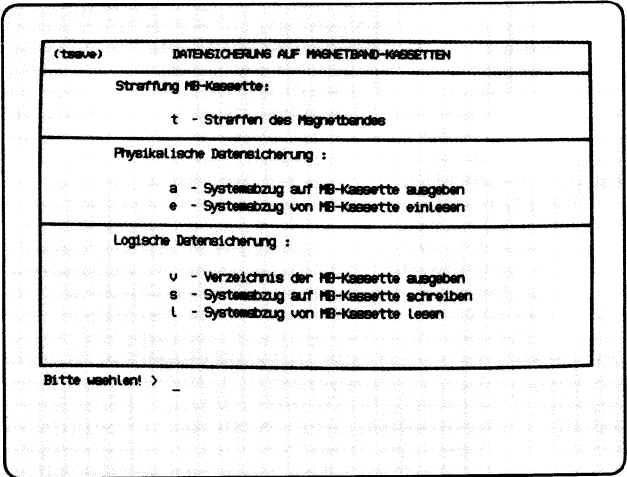 (tsave) DATENSICHERUNG AUF MAGNETBAND-KASSETTEN
Straffung MB-Kassette:
t - Straffen des Magnetbandes
Physikalische Datensicherung :
a - Systemabzug auf MB-Kassette ausgeben
e - Systemabzug von MB-Kassette einlesen
Logische Datensicherung :
v - Verzeichnis der MB-Kassette ausgeben
s - Systemabzug auf MB-Kassette schreiben
l - Systemabzug von MB-Kassette lesen
Bitte waehlen! > _